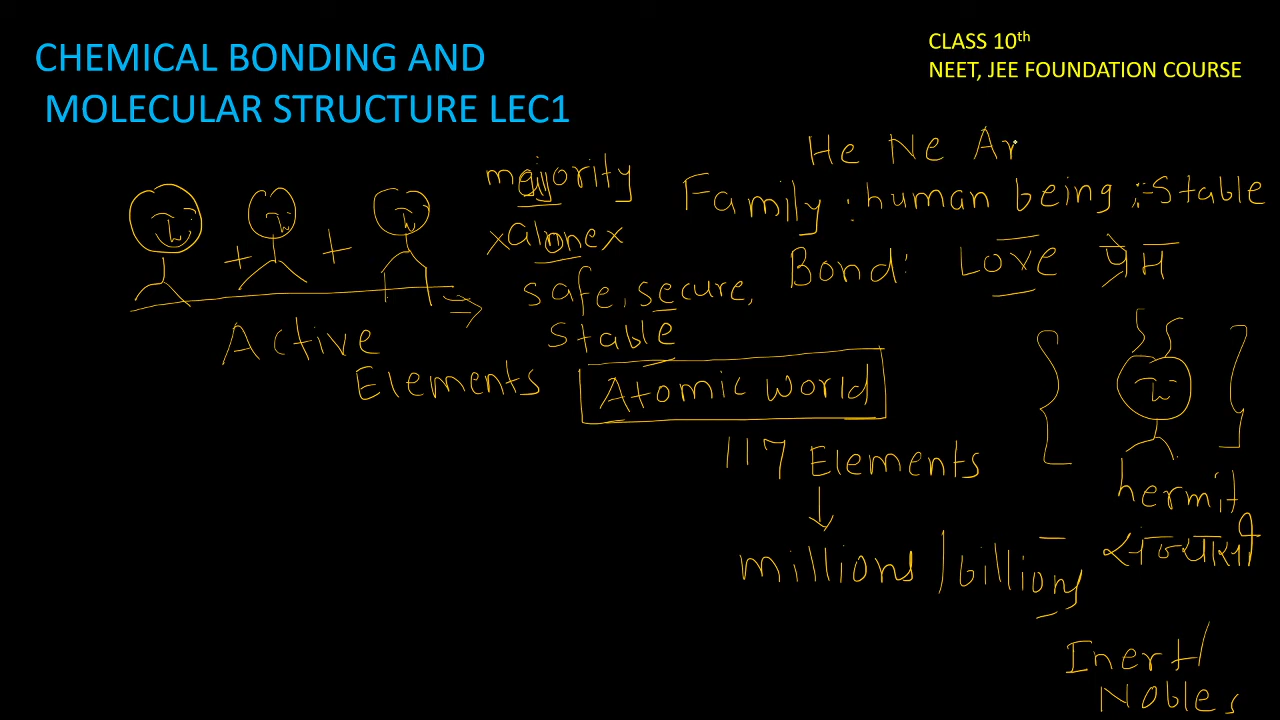 CHEMICAL BONDING AND
MOLECULAR STRUCTURE LEC1
CLASS 10th
NEET, JEE FOUNDATION COURSE
He Ne Ar
majority
Family : human being ; Stable
xalonex
Bond : Love प्रेम
safe, secure,
stable
Active
Elements
Atomic world
117 Elements
hermit
सन्यासी
millions / billions
Inert/
Nobles